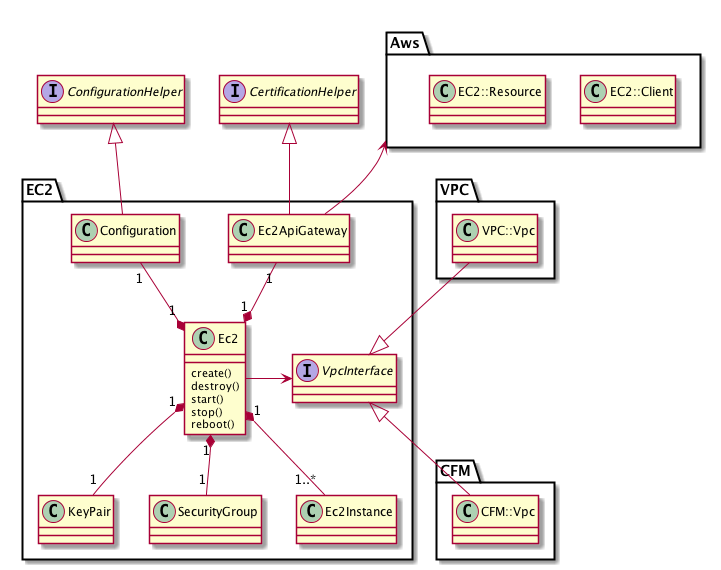 Aws
I ConfigurationHelper
I CertificationHelper
C EC2::Resource
C EC2::Client
EC2
VPC
C Configuration
C Ec2ApiGateway
C VPC::Vpc
1
1
1
1
C Ec2
create()
destroy()
start()
stop()
reboot()
I VpcInterface
1
1
1
CFM
1
1
1..*
C KeyPair
C SecurityGroup
C Ec2Instance
C CFM::Vpc